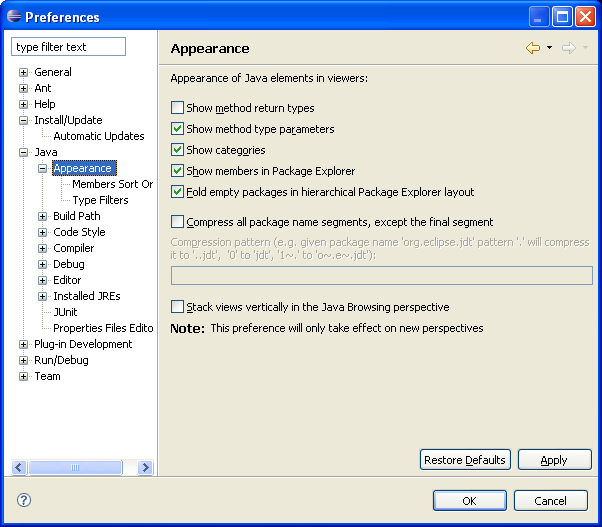 Preferences
type filter text
General
Ant
Help
Install/Update
Automatic Updates
Java
Appearance
Members Sort Or
Type Filters
Build Path
Code Style
Compiler
Debug
Editor
Installed JREs
JUnit
Properties Files Edito
Plug-in Development
Run/Debug
Team
Appearance
Appearance of Java elements in viewers:
Show method return types
Show method type parameters
Show categories
Show members in Package Explorer
Fold empty packages in hierarchical Package Explorer layout
Compress all package name segments, except the final segment
Compression pattern (e.g. given package name 'org.eclipse.jdt' pattern '.' will compress
it to '..jdt', '0' to 'jdt', '1~.' to 'o~.e~.jdt'):
Stack views vertically in the Java Browsing perspective
Note: This preference will only take effect on new perspectives
Restore Defaults
Apply
?
OK
Cancel